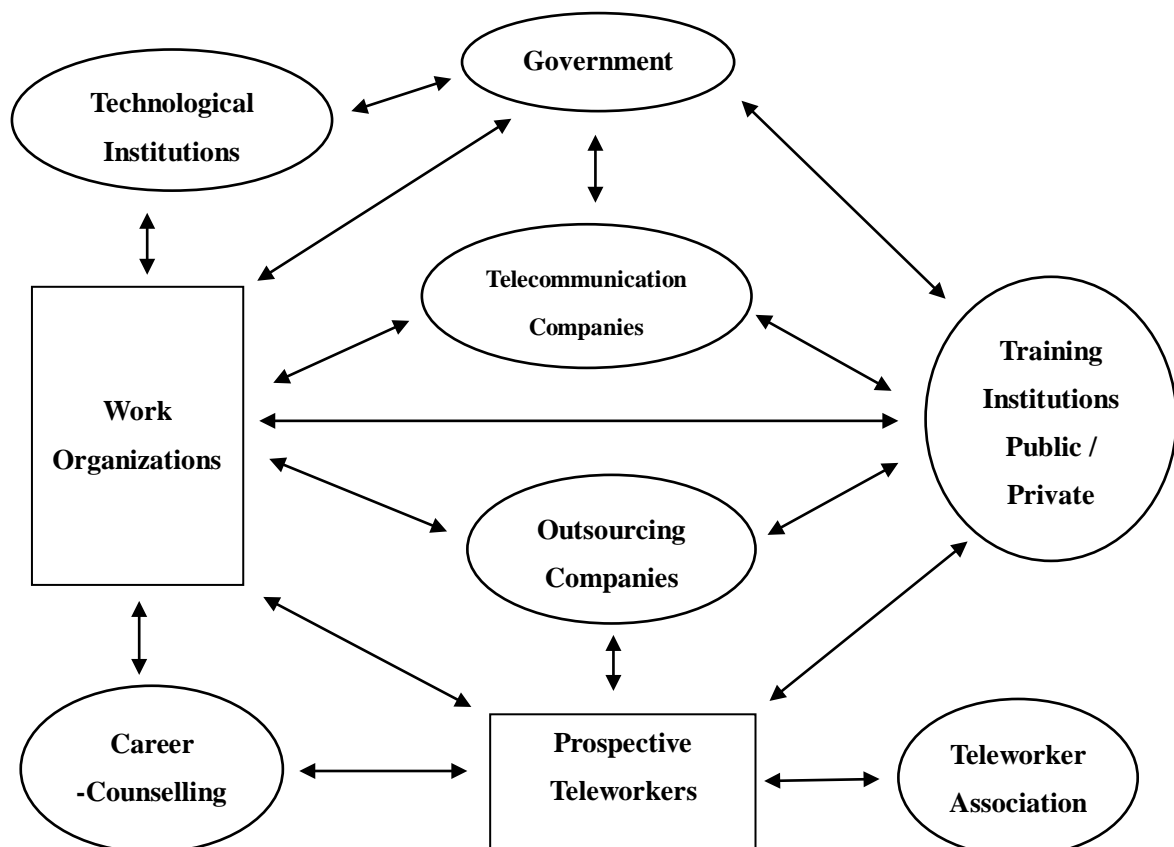 Government
Technological
Institutions
Telecommunication
Companies
Training
Institutions
Public /
Private
Work
Organizations
Outsourcing
Companies
Career
-Counselling
Prospective
Teleworkers
Teleworker
Association